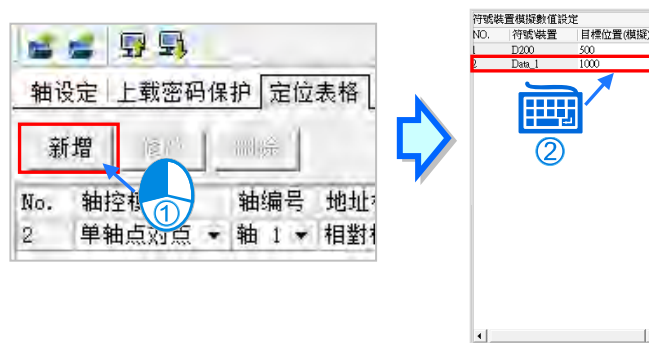 轴设定 上载密码保护 定位表格
新增 删除
No. 轴控模 轴编号 地址
2 单轴点对点 轴 1 相對
①
符號\裝置模擬數值設定
NO. 符號\裝置 目標位置(模擬)
1 D200 500
2 Data_1 1000
②